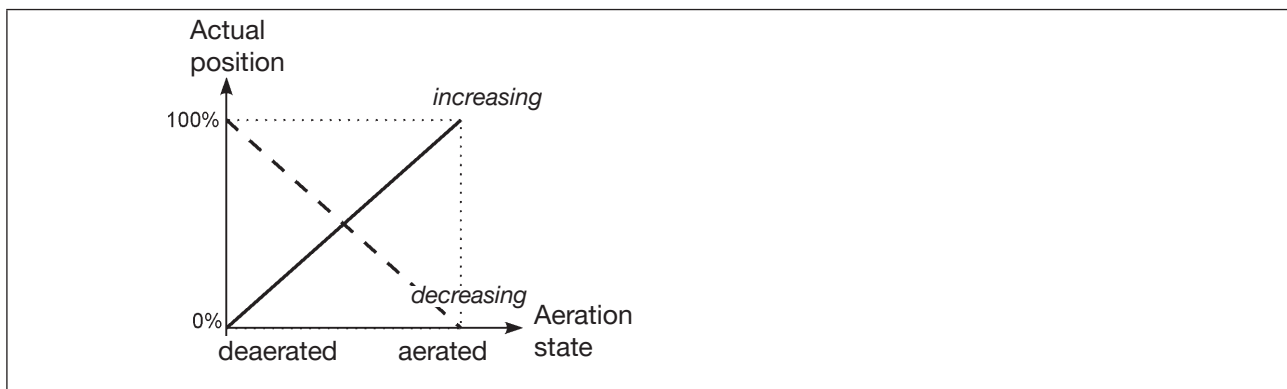 Actual
position
increasing
100%
decreasing
0%
Aeration
state
deaerated
aerated